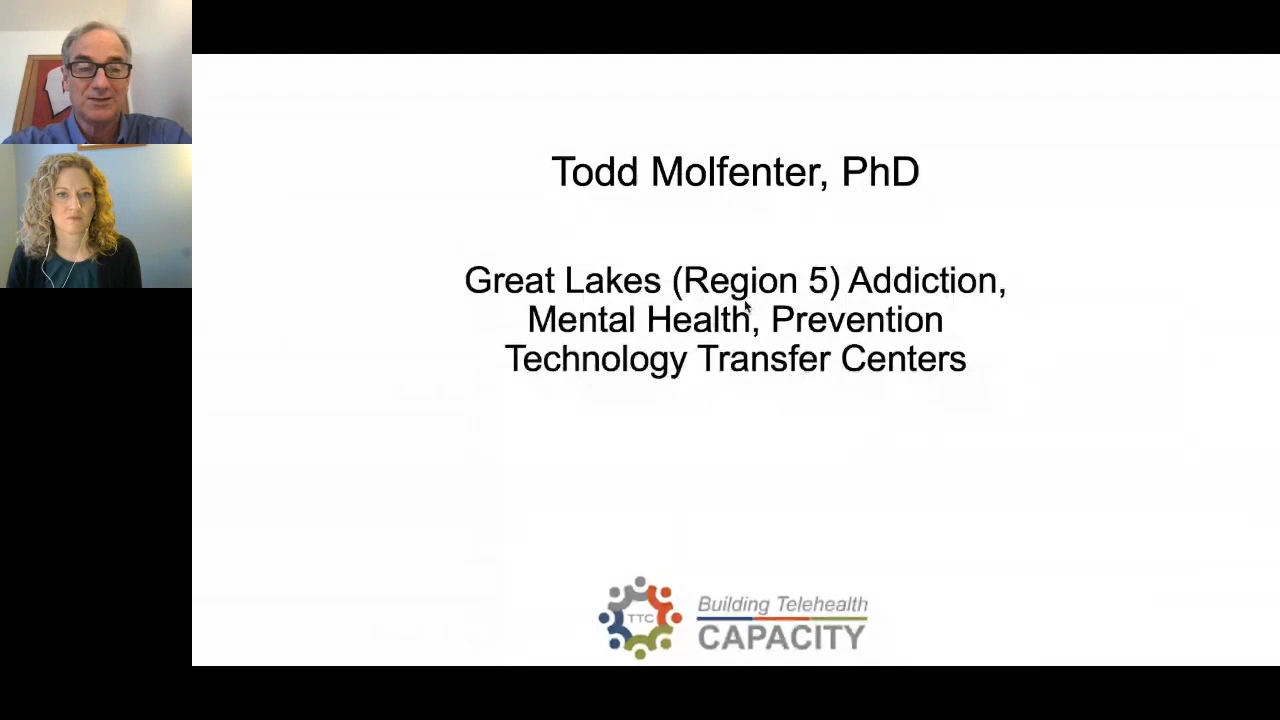 Todd Molfenter, PhD
Great Lakes (Region 5) Addiction,
Mental Health, Prevention
Technology Transfer Centers
TTC
Building Telehealth
CAPACITY